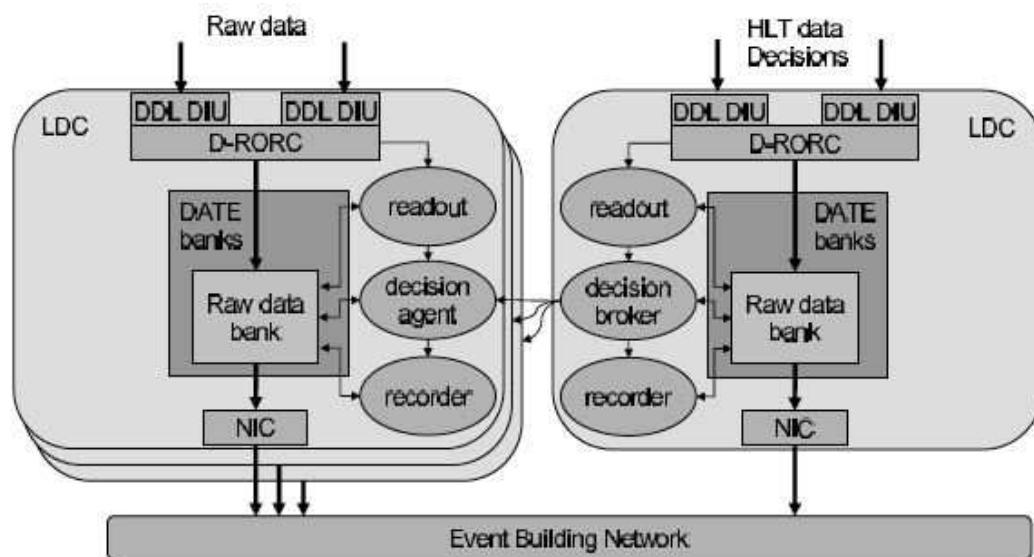 Raw data
HLT data
Decisions
DDL DIU
DDL DIU
LDC
D-RORC
readout
DATE
banks
Raw data
bank
decision
agent
recorder
NIC
DDL DIU
DDL DIU
LDC
D-RORC
readout
DATE
banks
decision
broker
Raw data
bank
recorder
NIC
Event Building Network